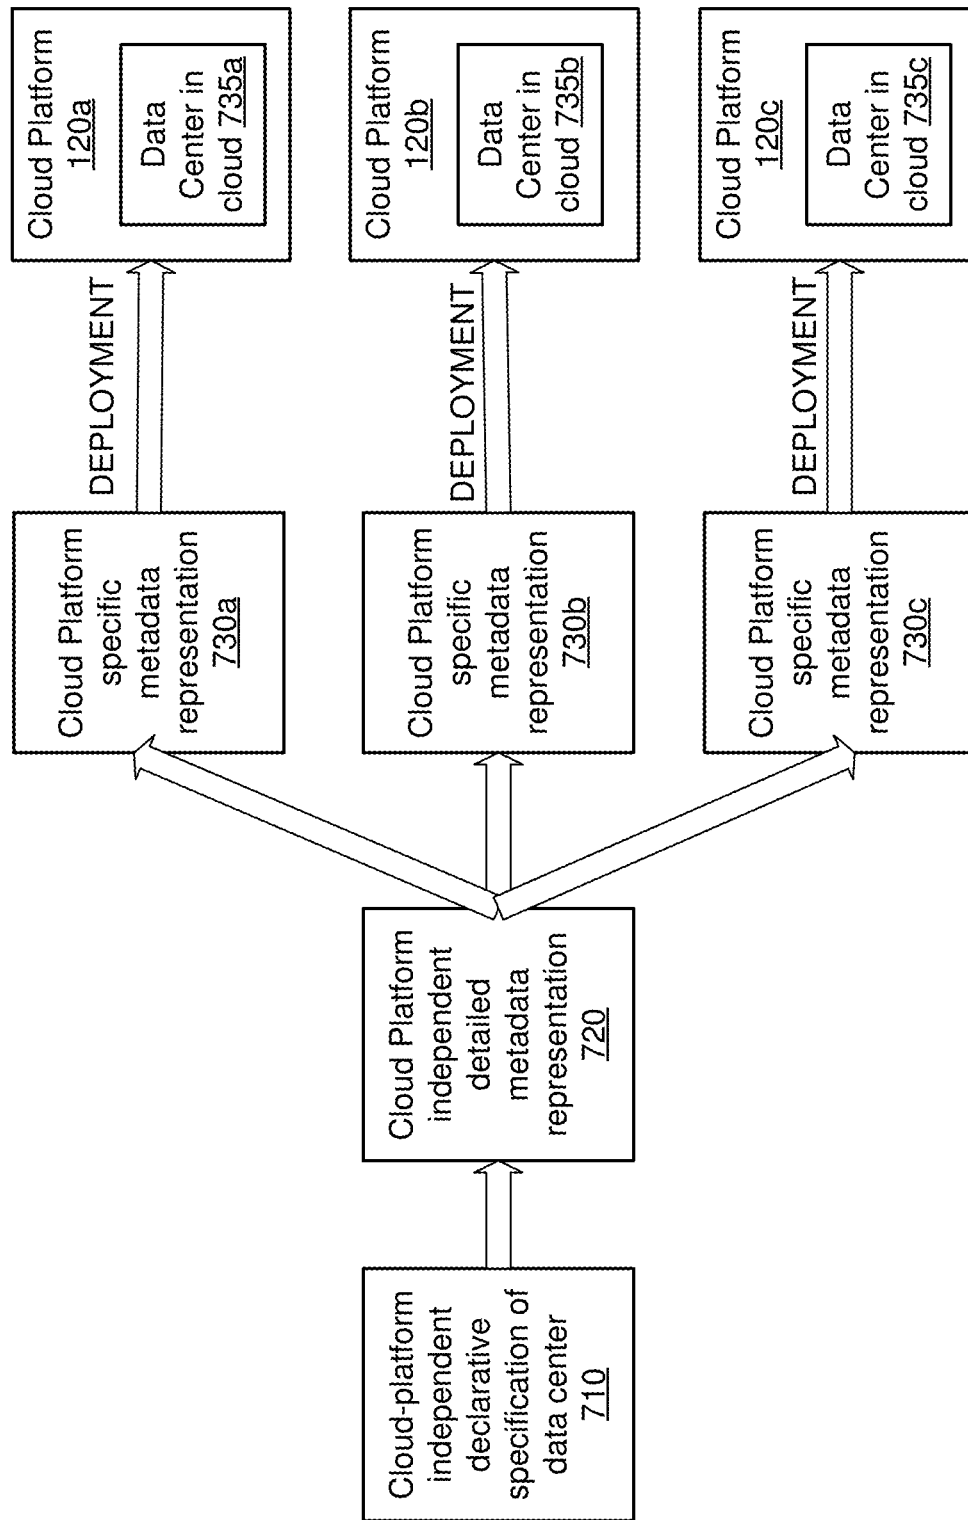 Cloud-platform
independent
declarative
specification of
data center
710
Cloud Platform
independent
detailed
metadata
representation
720
Cloud Platform
specific
metadata
representation
730a
DEPLOYMENT
Cloud Platform
120a
Data
Center in
cloud 735a
Cloud Platform
specific
metadata
representation
730b
DEPLOYMENT
Cloud Platform
120b
Data
Center in
cloud 735b
Cloud Platform
specific
metadata
representation
730c
DEPLOYMENT
Cloud Platform
120c
Data
Center in
cloud 735c